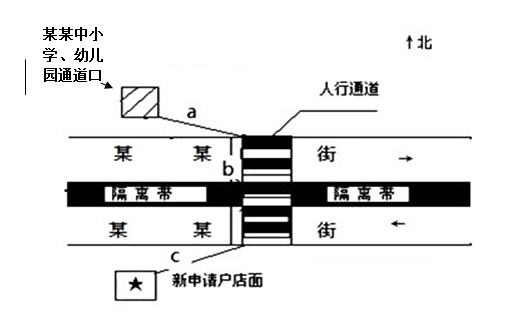 某某中小
学、幼儿
园通道口
↑北
人行通道
a
某 某 街 →
b
隔离带 隔离带
某 某 街 ←
c
新申请户店面
★